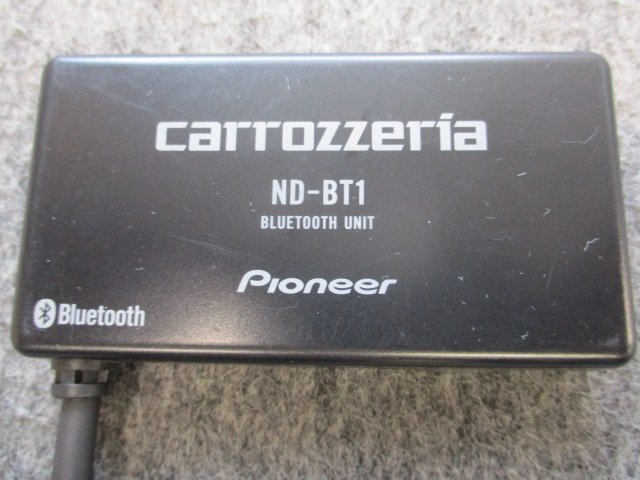 carrozzeria
ND-BT1
BLUETOOTH UNIT
Pioneer
Bluetooth